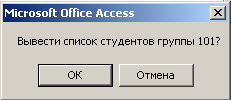 Microsoft Office Access
Вывести список студентов группы 101?
OK
Отмена